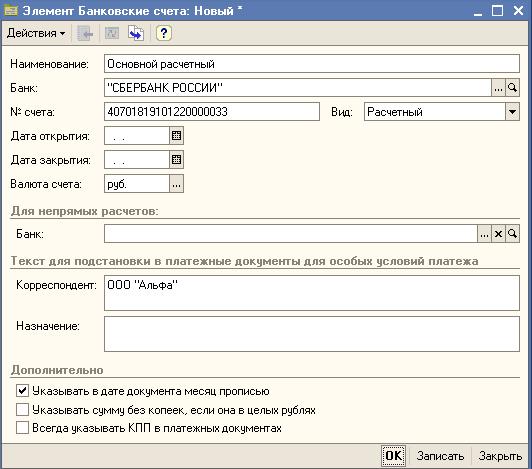 Элемент Банковские счета: Новый *
Действия
Наименование: Основной расчетный
Банк: "СБЕРБАНК РОССИИ"
№ счета: 40701819101220000033 Вид: Расчетный
Дата открытия: . .
Дата закрытия: . .
Валюта счета: руб.
Для непрямых расчетов:
Банк:
Текст для подстановки в платежные документы для особых условий платежа
Корреспондент: ООО "Альфа"
Назначение:
Дополнительно
Указывать в дате документа месяц прописью
Указывать сумму без копеек, если она в целых рублях
Всегда указывать КПП в платежных документах
OK Записать Закрыть